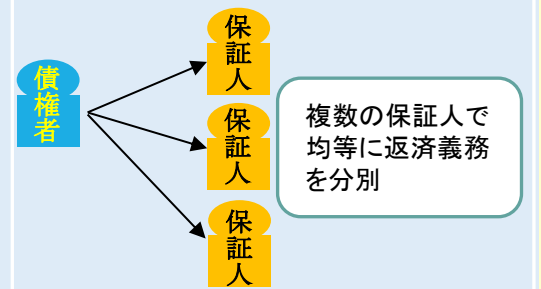 債権者
保証人
保証人
保証人
複数の保証人で
均等に返済義務
を分別